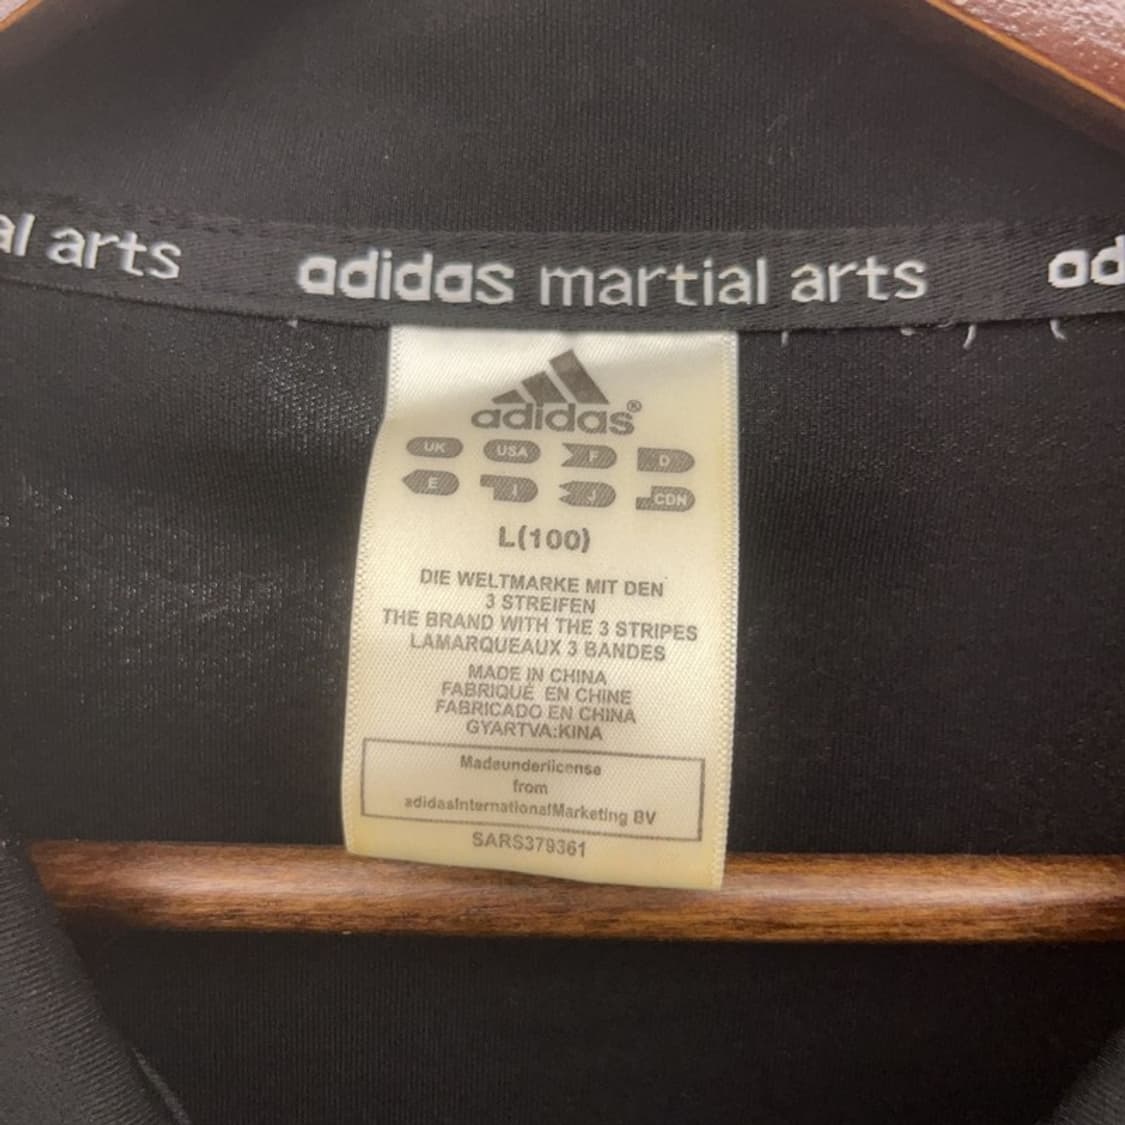 al arts adidas martial arts ad
adidas®
UK USA F D
E I J CDN
L(100)
DIE WELTMARKE MIT DEN
3 STREIFEN
THE BRAND WITH THE 3 STRIPES
LAMARQUEAUX 3 BANDES
MADE IN CHINA
FABRIQUÉ EN CHINE
FABRICADO EN CHINA
GYARTVA:KINA
Madeunderlicense
from
adidasInternationalMarketing BV
SARS379361